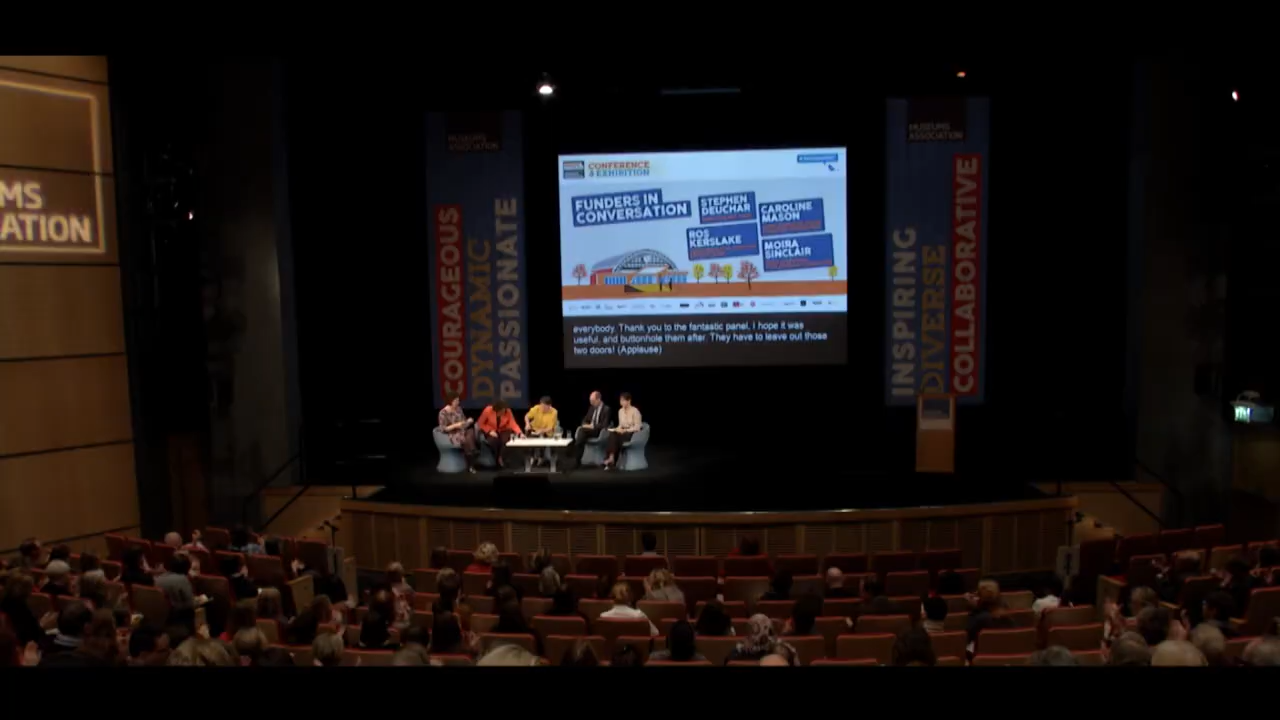 MS
ATION
MUSEUMS
ASSOCIATION
COURAGEOUS
DYNAMIC
PASSIONATE
CONFERENCE
& EXHIBITION
FUNDERS IN
CONVERSATION
STEPHEN
DEUCHAR
CAROLINE
MASON
ROS
KERSLAKE
MOIRA
SINCLAIR
everybody. Thank you to the fantastic panel, I hope it was
useful, and buttonhole them after. They have to leave out those
two doors! (Applause)
MUSEUMS
ASSOCIATION
INSPIRING
DIVERSE
COLLABORATIVE